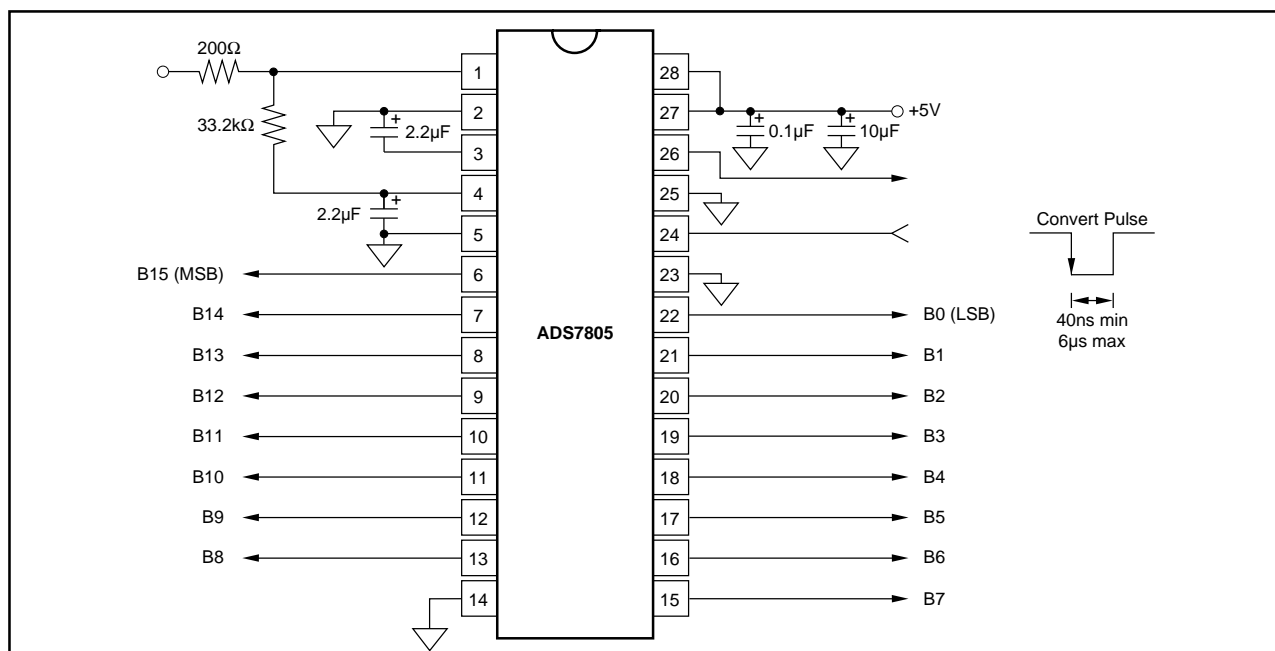 200Ω
1
28
2
27
+5V
33.2kΩ
+
2.2µF
+
0.1µF
+
10µF
3
26
4
25
+
2.2µF
5
24
Convert Pulse
B15 (MSB)
6
23
B14
7
22
B0 (LSB)
40ns min
6µs max
ADS7805
B13
8
21
B1
B12
9
20
B2
B11
10
19
B3
B10
11
18
B4
B9
12
17
B5
B8
13
16
B6
14
15
B7